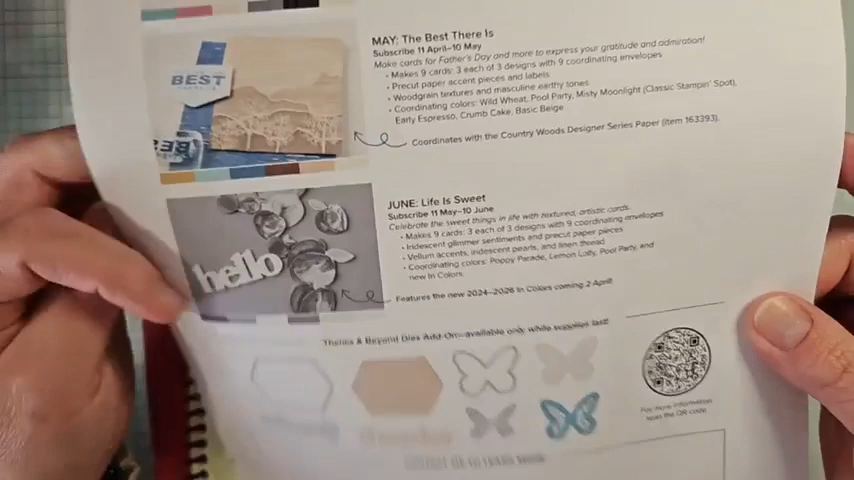 MAY: The Best There Is
Subscribe 11 April–10 May
Make cards for Father's Day and more to express your gratitude and admiration!
• Makes 9 cards: 3 each of 3 designs with 9 coordinating envelopes
• Precut paper accent pieces and labels
• Woodgrain textures and masculine earthy tones
• Coordinating colors: Wild Wheat, Pool Party, Misty Moonlight (Classic Stampin' Spot),
Early Espresso, Crumb Cake, Basic Beige
Coordinates with the Country Woods Designer Series Paper (item 163393).
BEST
JUNE: Life Is Sweet
Subscribe 11 May–10 June
Celebrate the sweet things in life with textured, artistic cards.
• Makes 9 cards: 3 each of 3 designs with 9 coordinating envelopes
• Iridescent glimmer sentiments and precut paper pieces
• Vellum accents, iridescent pearls, and linen thread
• Coordinating colors: Poppy Parade, Lemon Lolly, Pool Party, and
new In Colors
Features the new 2024–2026 In Colors coming 2 April!
hello
Thanks & Beyond Dies Add-On—available only while supplies last!
For more information
scan the QR code